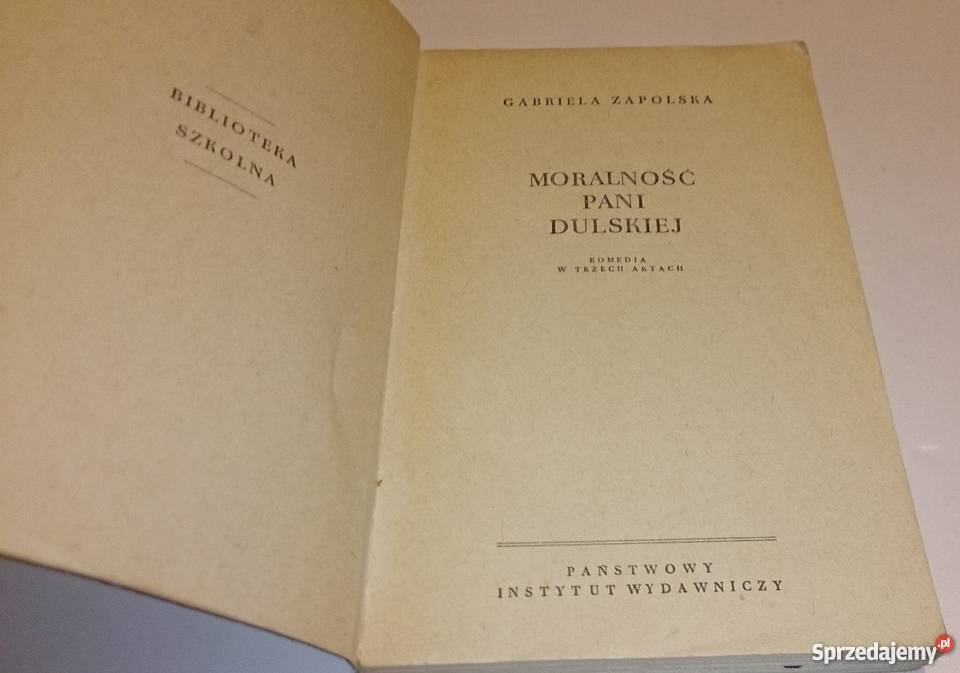 BIBLIOTEKA
SZKOLNA
GABRIELA ZAPOLSKA
MORALNOŚĆ
PANI
DULSKIEJ
KOMEDIA
W TRZECH AKTACH
PAŃSTWOWY
INSTYTUT WYDAWNICZY
Sprzedajemy.pl